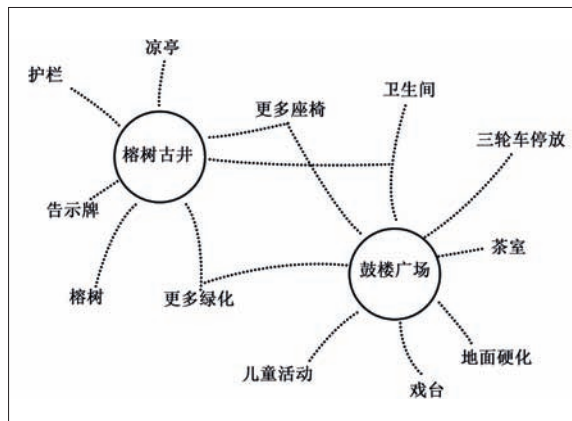 凉亭
护栏
卫生间
更多座椅
三轮车停放
榕树古井
告示牌
茶室
鼓楼广场
榕树
更多绿化
地面硬化
儿童活动
戏台